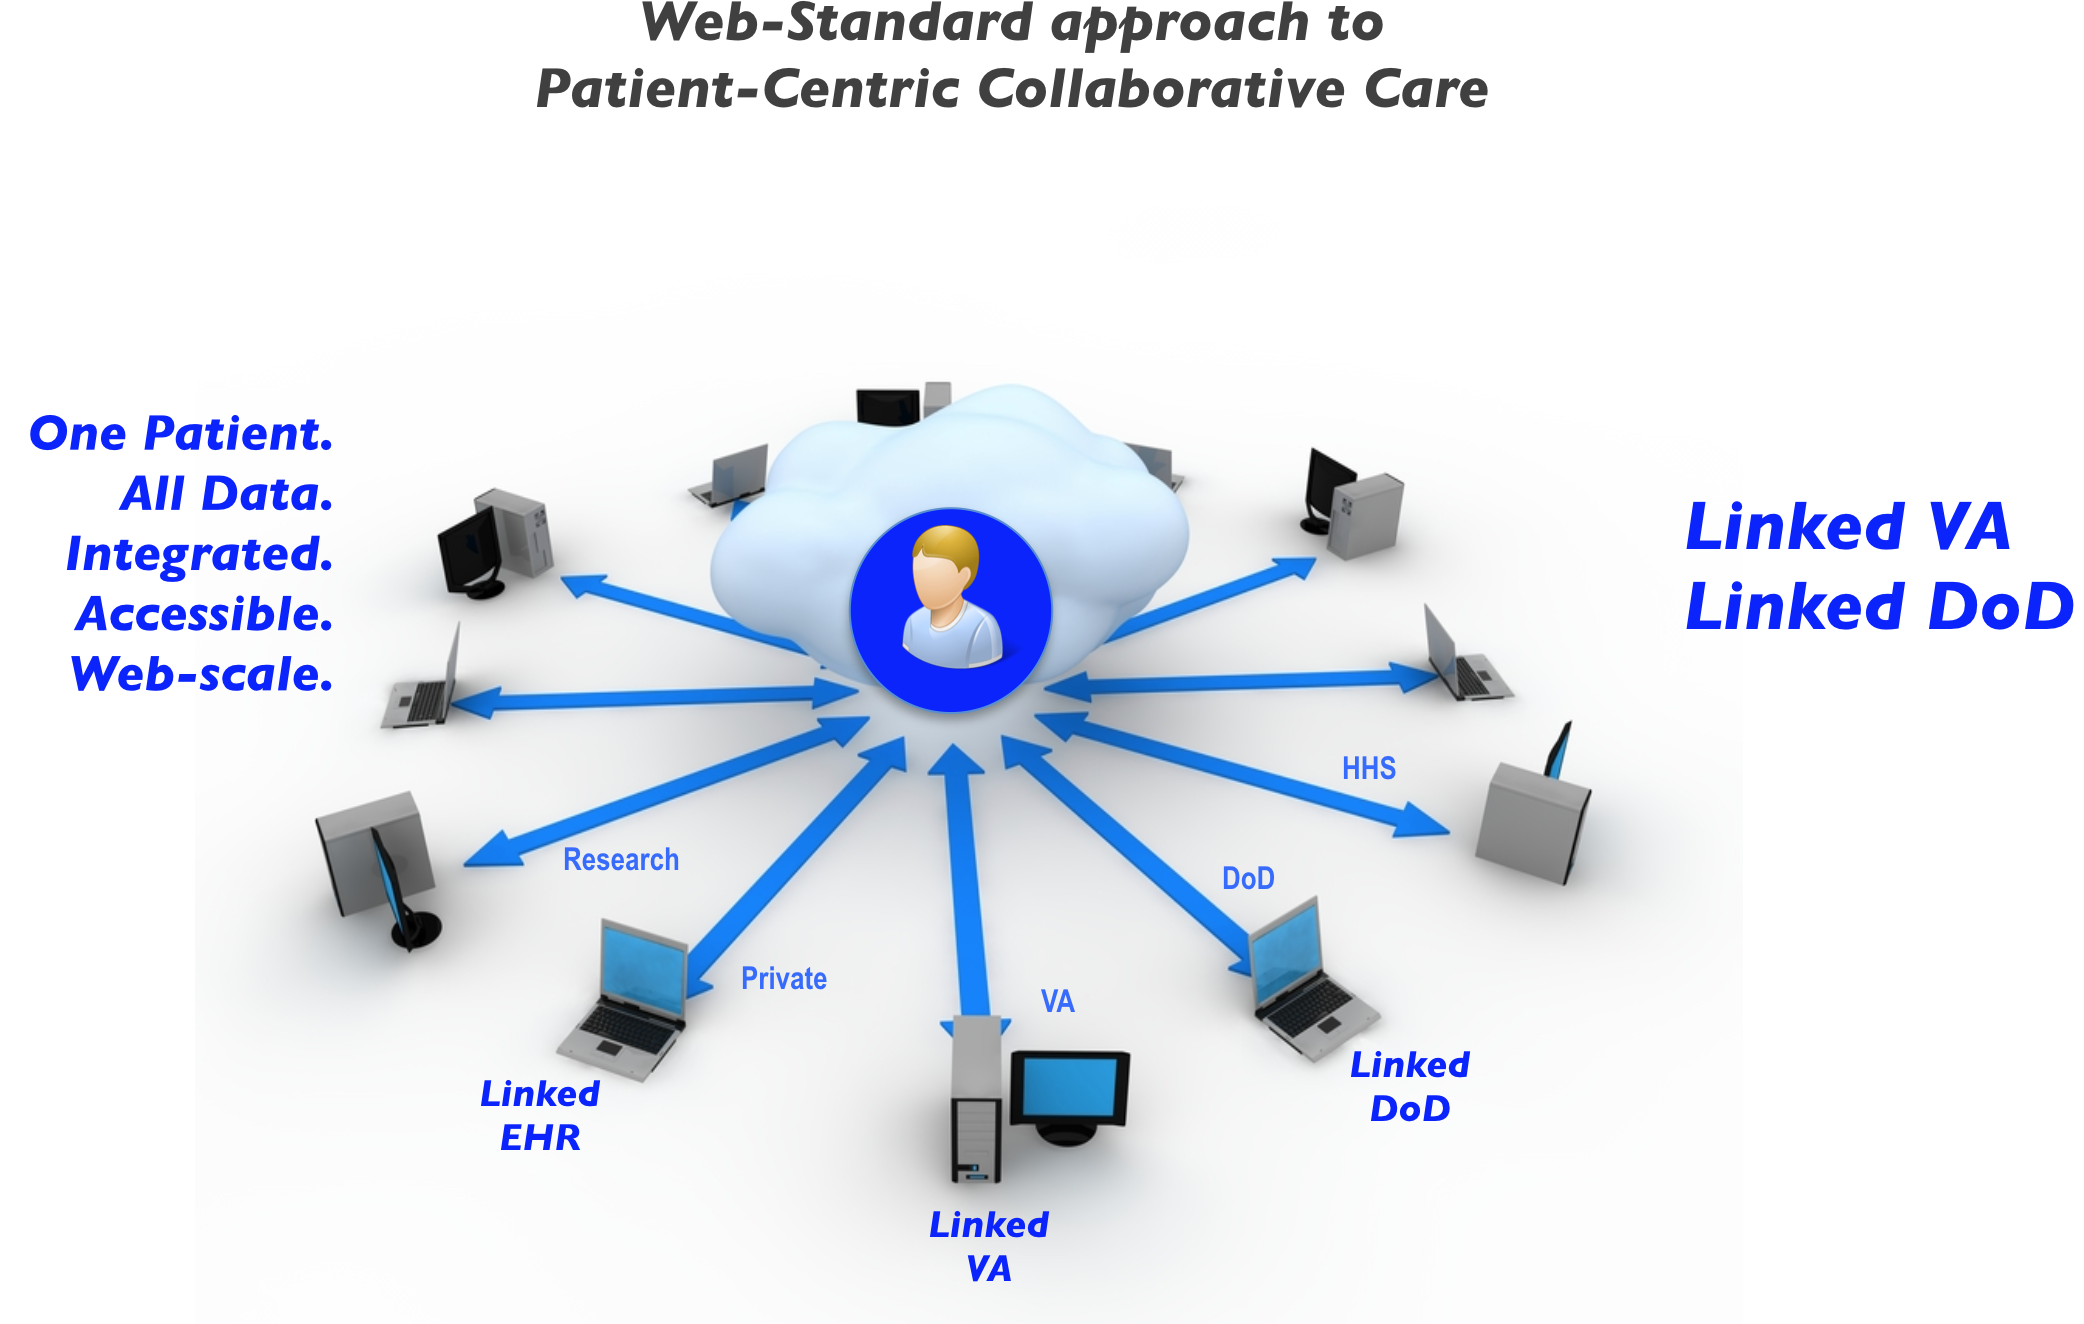 Web-Standard approach to
Patient-Centric Collaborative Care
One Patient.
All Data.
Integrated.
Accessible.
Web-scale.
Linked VA
Linked DoD
HHS
Research
DoD
Private
VA
Linked
DoD
Linked
EHR
Linked
VA